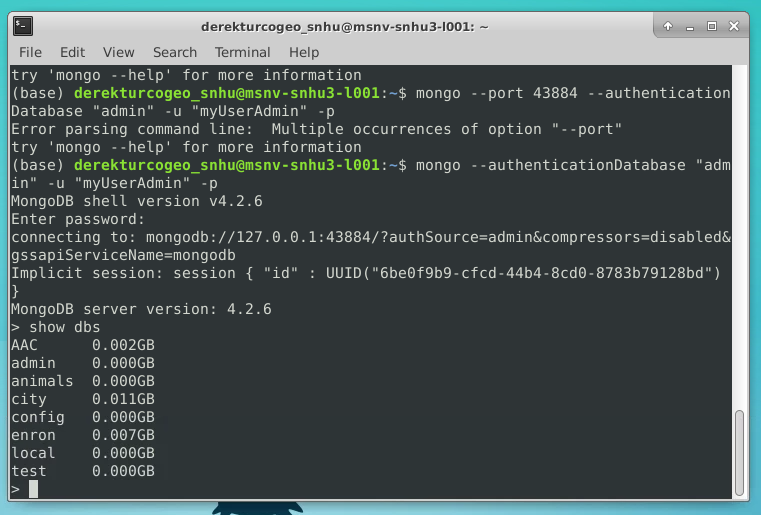 derekturcogeo_snhu@msnv-snhu3-l001: ~
File Edit View Search Terminal Help
try 'mongo --help' for more information
(base) derekturcogeo_snhu@msnv-snhu3-l001:~$ mongo --port 43884 --authentication
Database "admin" -u "myUserAdmin" -p
Error parsing command line:  Multiple occurrences of option "--port"
try 'mongo --help' for more information
(base) derekturcogeo_snhu@msnv-snhu3-l001:~$ mongo --authenticationDatabase "adm
in" -u "myUserAdmin" -p
MongoDB shell version v4.2.6
Enter password:
connecting to: mongodb://127.0.0.1:43884/?authSource=admin&compressors=disabled&
gssapiServiceName=mongodb
Implicit session: session { "id" : UUID("6be0f9b9-cfcd-44b4-8cd0-8783b79128bd")
}
MongoDB server version: 4.2.6
> show dbs
AAC      0.002GB
admin    0.000GB
animals  0.000GB
city     0.011GB
config   0.000GB
enron    0.007GB
local    0.000GB
test     0.000GB
>